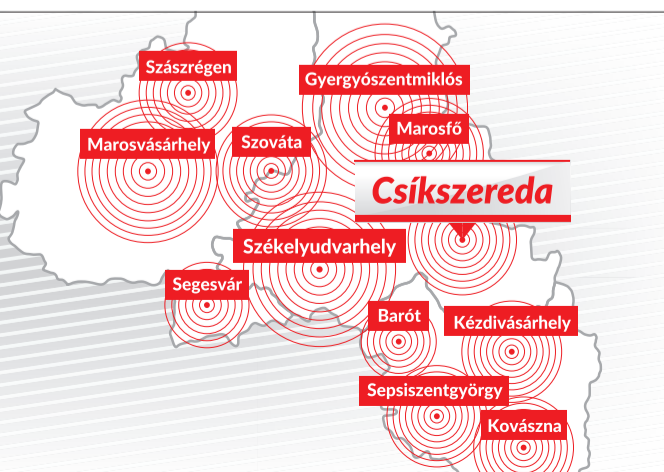 Szászrégen
Gyergyószentmiklós
Marosfő
Marosvásárhely
Szováta
Csíkszereda
Székelyudvarhely
Segesvár
Barót
Kézdivásárhely
Sepsiszentgyörgy
Kovászna